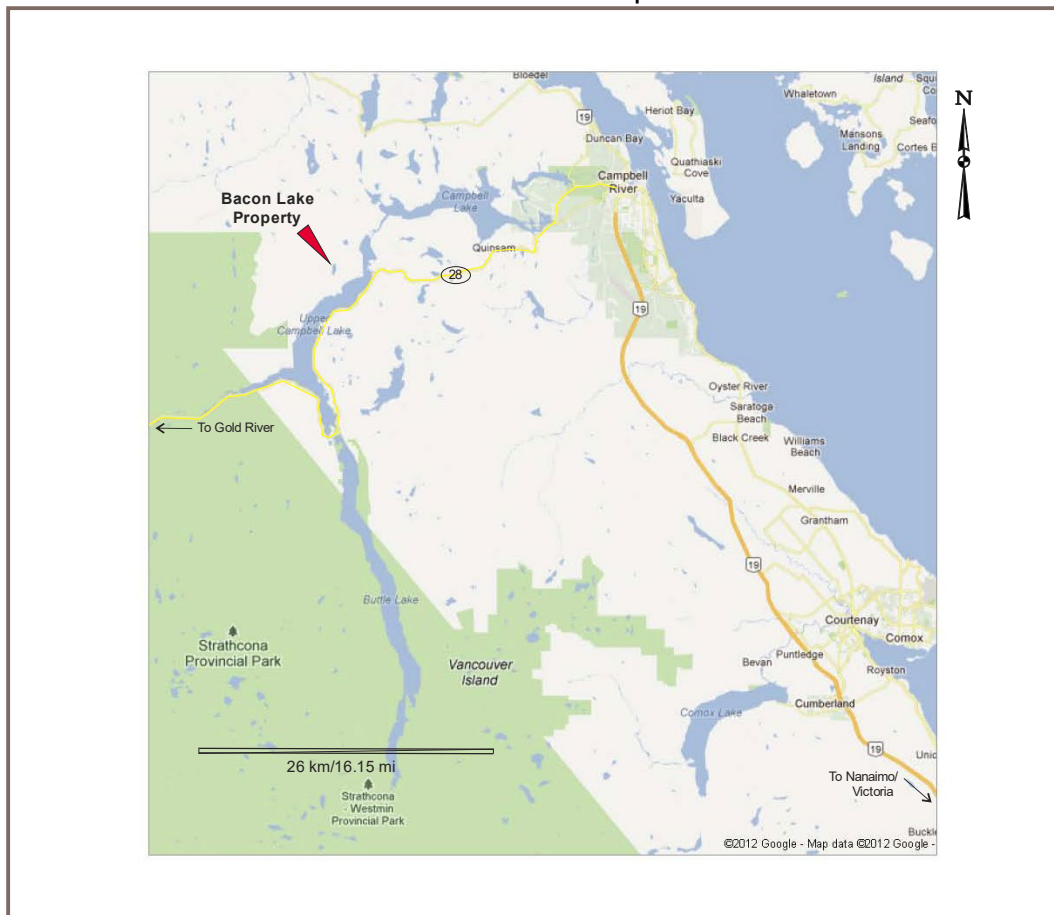 Bloedel
Island
Whaletown
Heriot Bay
N
19
Duncan Bay
Mansons
Landing
Cortes B
Quathiaski
Cove
Campbell
River
Yaculta
Bacon Lake
Property
Campbell
Lake
Quinsam
28
19
Upper
Campbell Lake
Oyster River
Saratoga
Beach
To Gold River
Black Creek
Williams
Beach
Merville
Grantham
19
Buttle Lake
Courtenay
Comox
Strathcona
Provincial Park
Vancouver
Island
Puntledge
Bevan
Royston
Cumberland
Comox Lake
19
26 km/16.15 mi
To Nanaimo/
Victoria
Strathcona
- Westmin
Provincial Park
©2012 Google - Map data ©2012 Google -